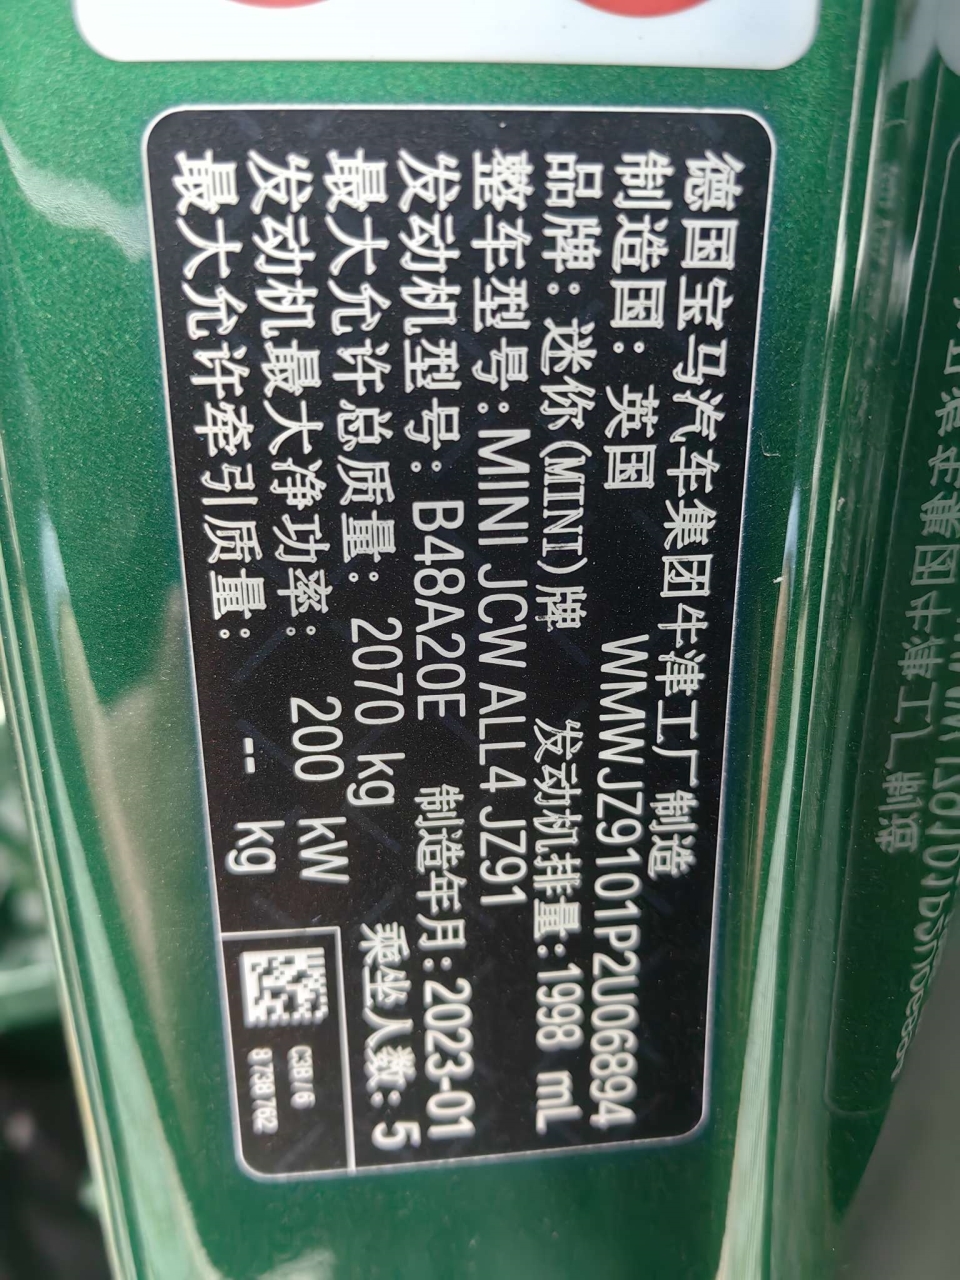 德国宝马汽车集团牛津工厂制造
制造国：英国 WMWJZ9101P2U06894
品牌：迷你(MINI)牌 发动机排量：1998 mL
整车型号：MINI JCW ALL4 JZ91
发动机型号：B48A20E 制造年月：2023-01
最大允许总质量：2070 kg 乘坐人数：5
发动机最大净功率：200 kW
最大允许牵引质量：-- kg
8 738 762